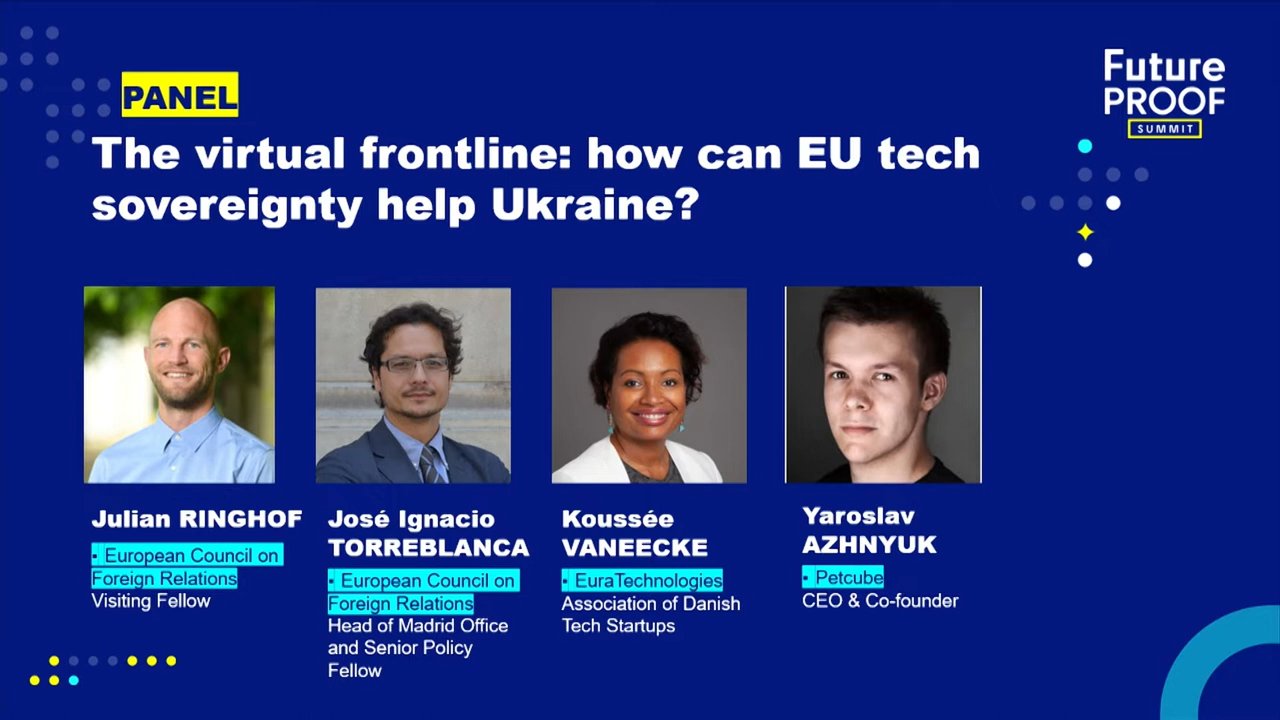 Future
PROOF
SUMMIT
PANEL
The virtual frontline: how can EU tech
sovereignty help Ukraine?
Julian RINGHOF
▪ European Council on
Foreign Relations
Visiting Fellow
José Ignacio
TORREBLANCA
▪ European Council on
Foreign Relations
Head of Madrid Office
and Senior Policy
Fellow
Koussée
VANEECKE
▪ EuraTechnologies
Association of Danish
Tech Startups
Yaroslav
AZHNYUK
▪ Petcube
CEO & Co-founder